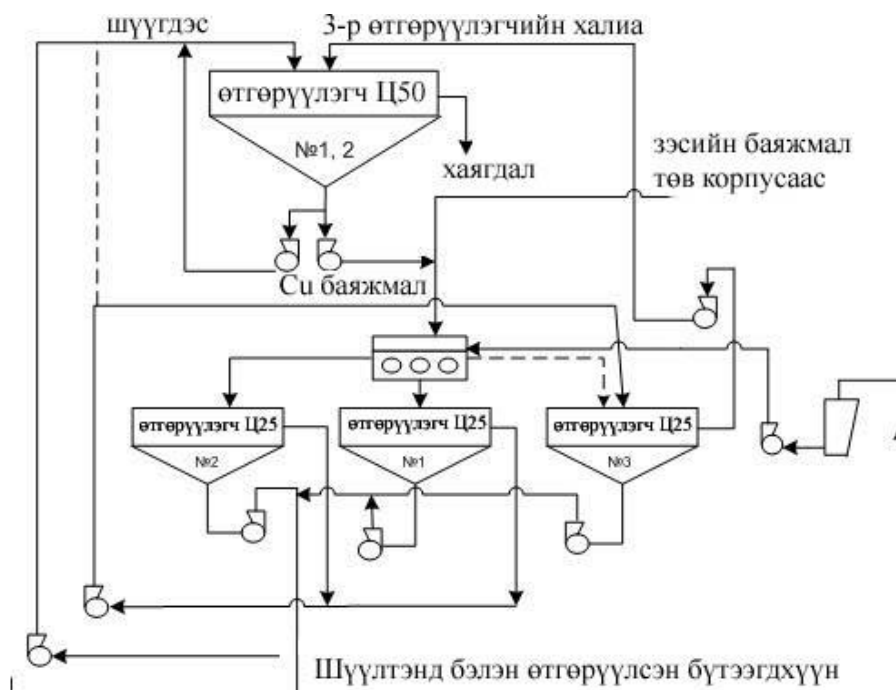 шүүгдэс
3-р өтгөрүүлэгчийн халиа
өтгөрүүлэгч Ц50
№1, 2
хаягдал
зэсийн баяжмал
төв корпусаас
Cu баяжмал
өтгөрүүлэгч Ц25
№2
өтгөрүүлэгч Ц25
№1
өтгөрүүлэгч Ц25
№3
Шүүлтэнд бэлэн өтгөрүүлсэн бүтээгдхүүн